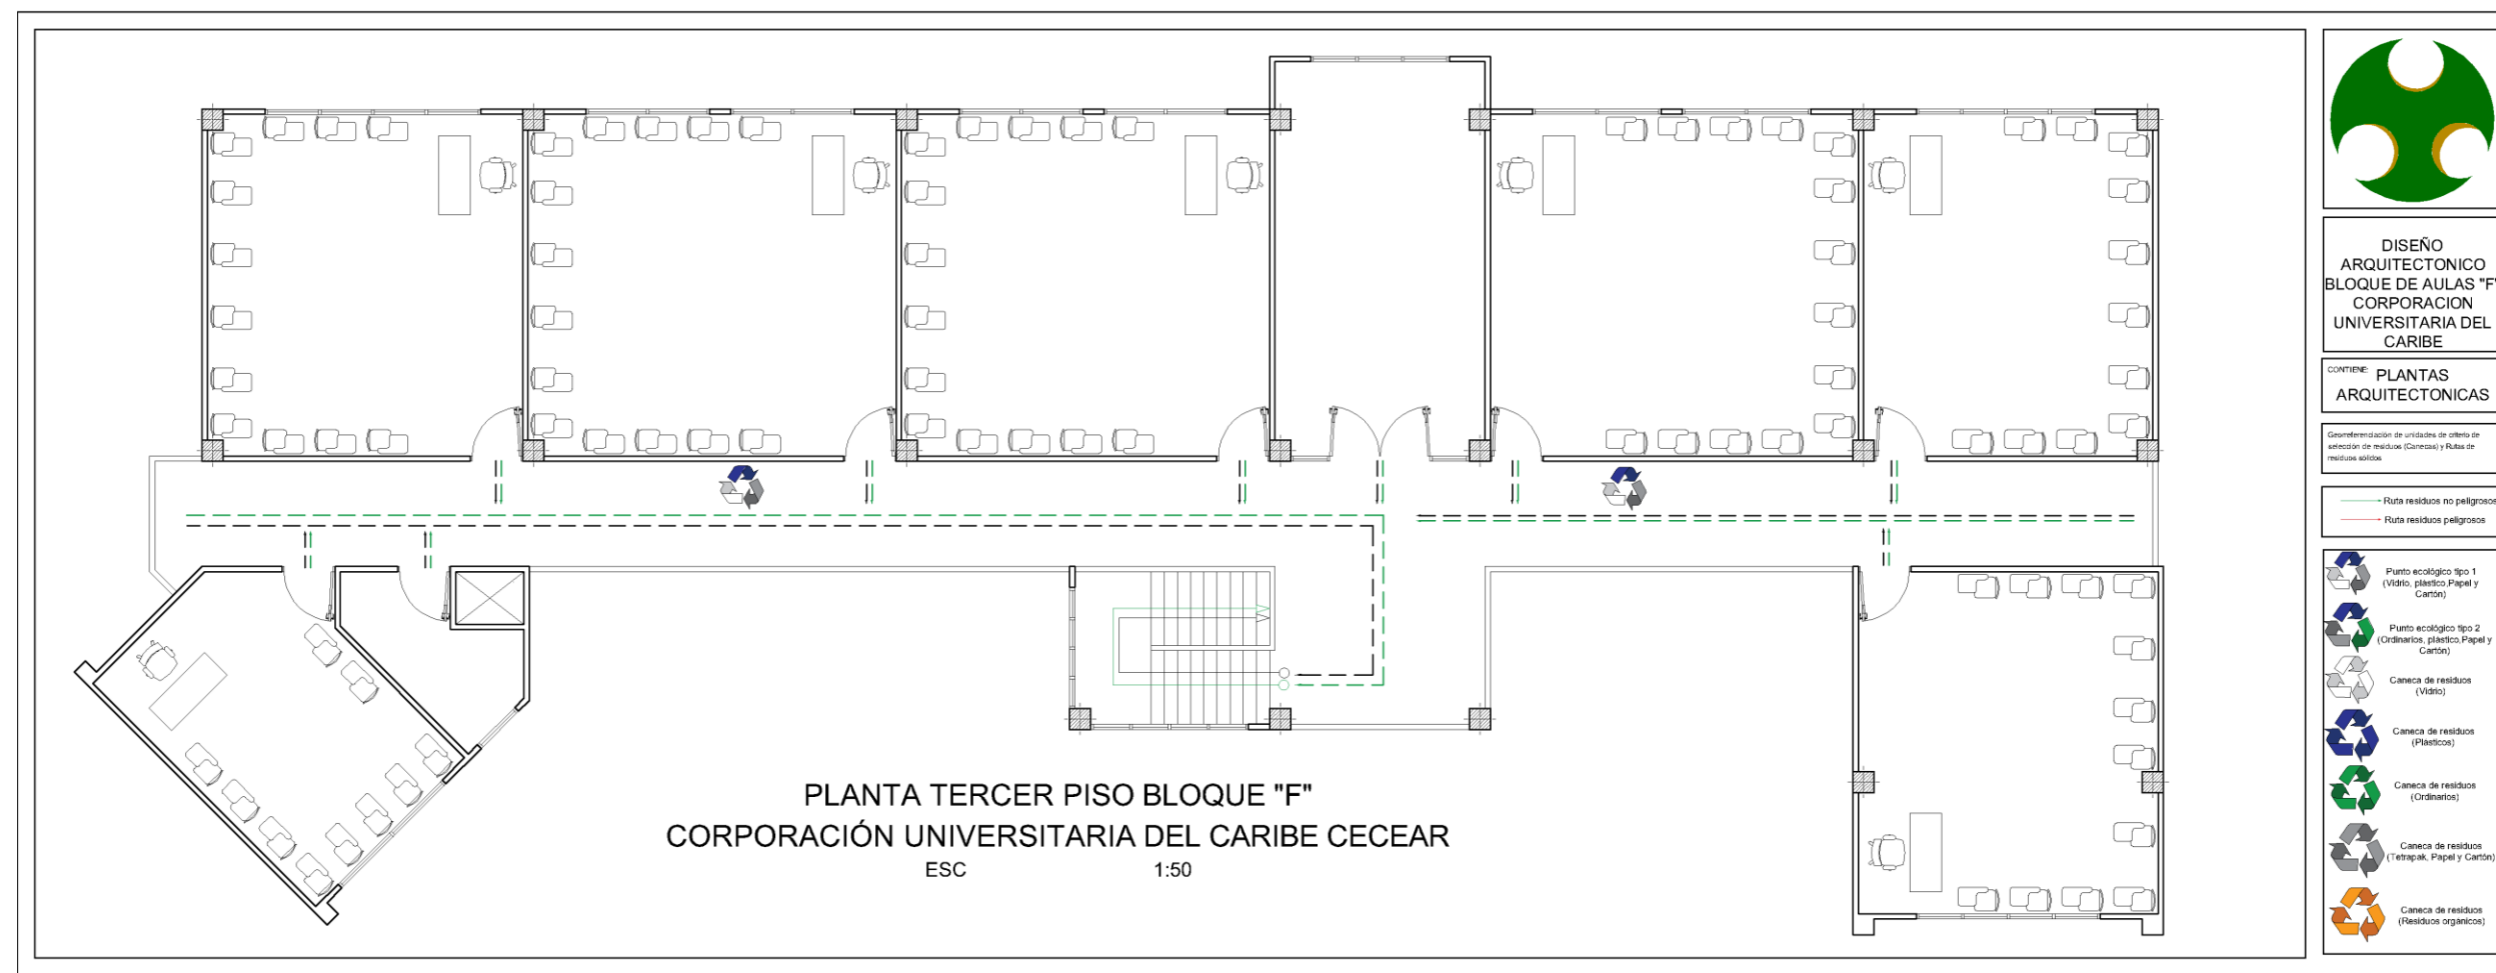 PLANTA TERCER PISO BLOQUE "F"
CORPORACIÓN UNIVERSITARIA DEL CARIBE CECEAR
ESC 1:50
DISEÑO
ARQUITECTONICO
BLOQUE DE AULAS "F"
CORPORACION
UNIVERSITARIA DEL
CARIBE
CONTIENE: PLANTAS
ARQUITECTONICAS
Georreferenciación de unidades de criterio de
selección de residuos (Canecas) y Rutas de
residuos sólidos
Ruta residuos no peligrosos
Ruta residuos peligrosos
Punto ecológico tipo 1
(Vidrio, plástico,Papel y
Cartón)
Punto ecológico tipo 2
(Ordinarios, plástico,Papel y
Cartón)
Caneca de residuos
(Vidrio)
Caneca de residuos
(Plásticos)
Caneca de residuos
(Ordinarios)
Caneca de residuos
(Tetrapak, Papel y Cartón)
Caneca de residuos
(Residuos organicos)